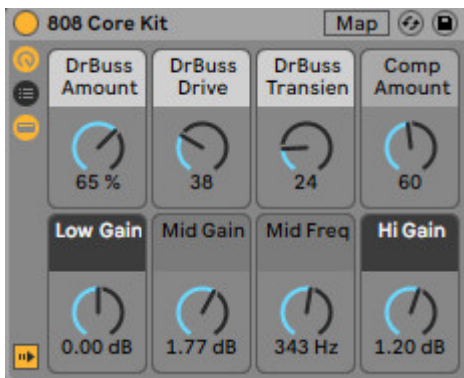 808 Core Kit
Map
DrBuss
Amount
DrBuss
Drive
DrBuss
Transien
Comp
Amount
65 %
38
24
60
Low Gain
Mid Gain
Mid Freq
Hi Gain
0.00 dB
1.77 dB
343 Hz
1.20 dB